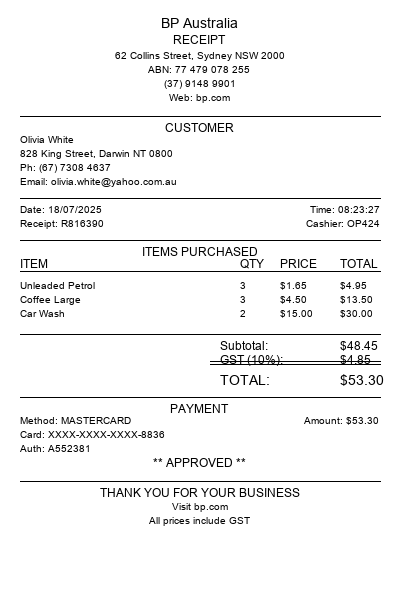 BP Australia
RECEIPT
62 Collins Street, Sydney NSW 2000
ABN: 77 479 078 255
(37) 9148 9901
Web: bp.com
CUSTOMER
Olivia White
828 King Street, Darwin NT 0800
Ph: (67) 7308 4637
Email: olivia.white@yahoo.com.au
Date: 18/07/2025 Time: 08:23:27
Receipt: R816390 Cashier: OP424
ITEMS PURCHASED
ITEM QTY PRICE TOTAL
Unleaded Petrol 3 $1.65 $4.95
Coffee Large 3 $4.50 $13.50
Car Wash 2 $15.00 $30.00
Subtotal: $48.45
GST (10%): $4.85
TOTAL: $53.30
PAYMENT
Method: MASTERCARD Amount: $53.30
Card: XXXX-XXXX-XXXX-8836
Auth: A552381
** APPROVED **
THANK YOU FOR YOUR BUSINESS
Visit bp.com
All prices include GST